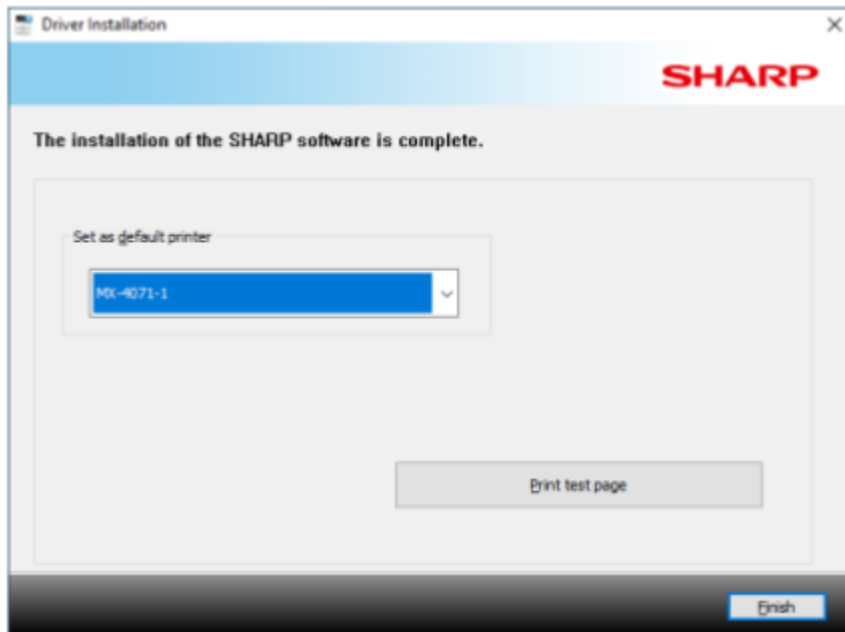 Driver Installation
SHARP
The installation of the SHARP software is complete.
Set as default printer
MX-4071-1
Print test page
Finish